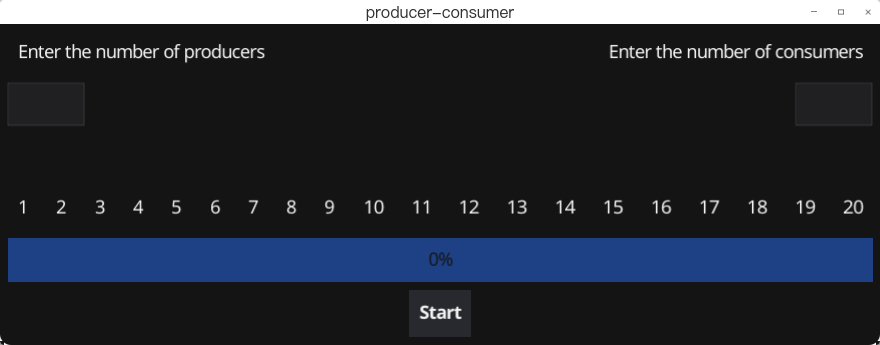 producer-consumer
Enter the number of producers
Enter the number of consumers
1 2 3 4 5 6 7 8 9 10 11 12 13 14 15 16 17 18 19 20
0%
Start